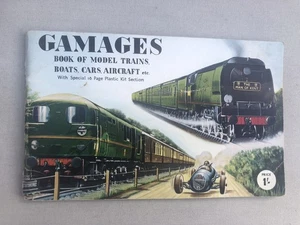 GAMAGES
BOOK OF MODEL TRAINS,
BOATS, CARS, AIRCRAFT etc.
With Special 16 Page Plastic Kit Section
PRICE
1/-